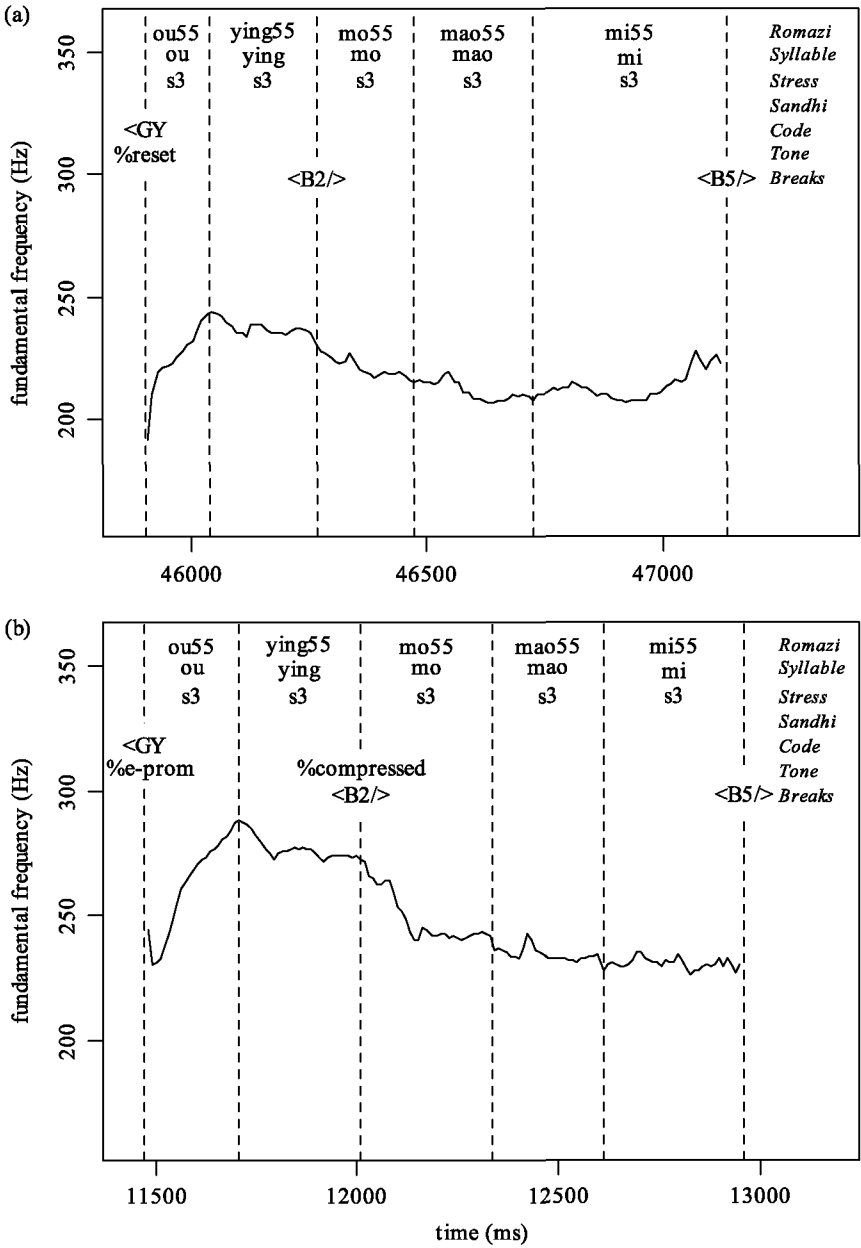 (a)
ou55 ying55 mo55 mao55 mi55 Romazi
ou ying mo mao mi Syllable
s3 s3 s3 s3 s3 Stress
Sandhi
<GY Code
%reset Tone
<B2/> <B5/> Breaks
350
300
250
200
fundamental frequency (Hz)
46000 46500 47000
(b)
ou55 ying55 mo55 mao55 mi55 Romazi
ou ying mo mao mi Syllable
s3 s3 s3 s3 s3 Stress
Sandhi
<GY Code
%e-prom %compressed Tone
<B2/> <B5/> Breaks
350
300
250
200
fundamental frequency (Hz)
11500 12000 12500 13000
time (ms)